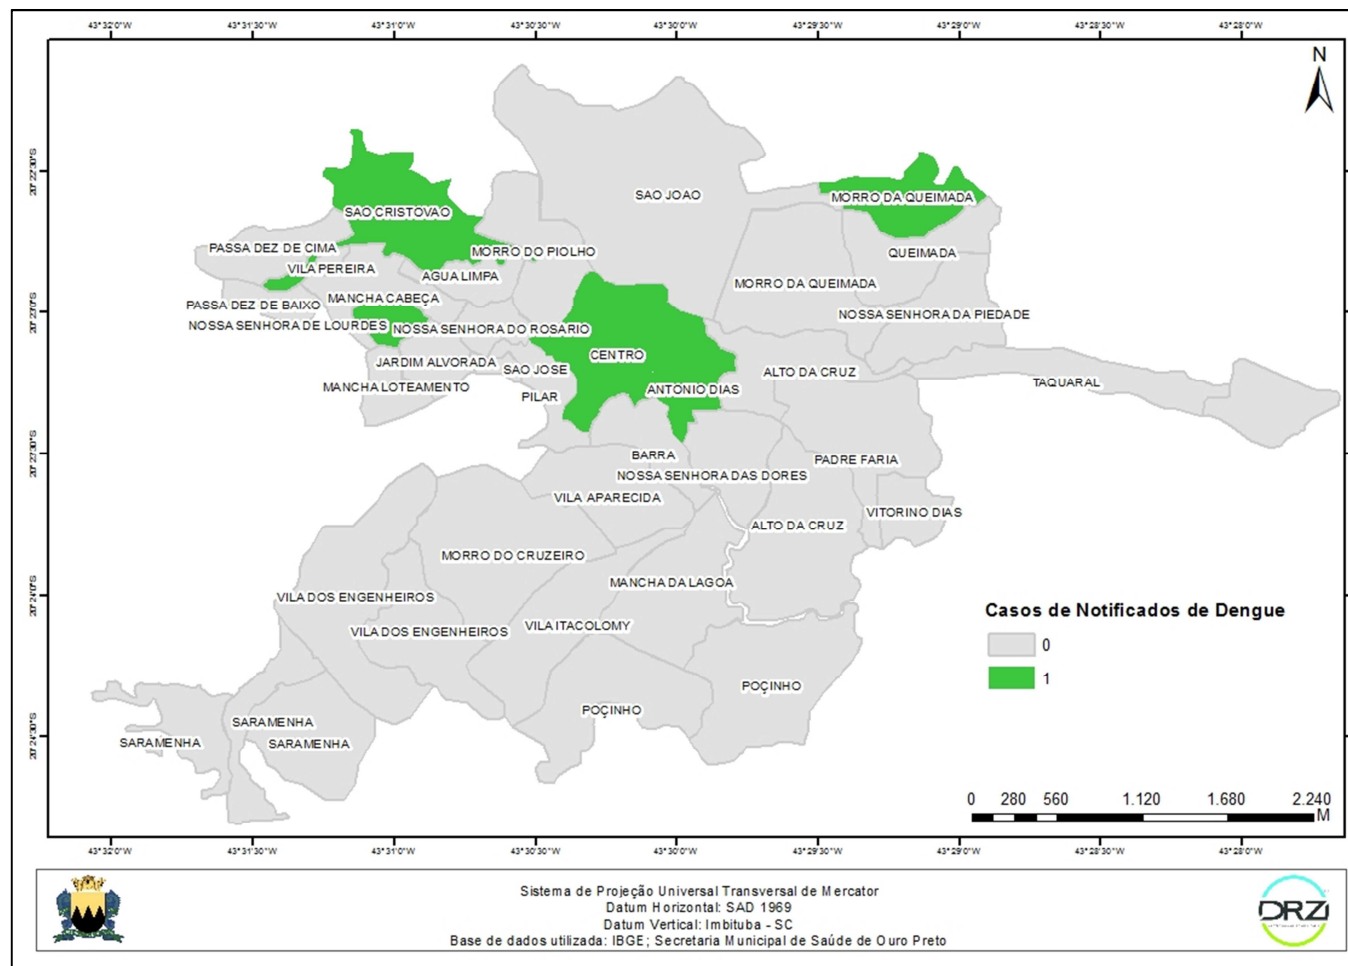 43°32'0"W 43°31'30"W 43°31'0"W 43°30'30"W 43°30'0"W 43°29'30"W 43°29'0"W 43°28'30"W 43°28'0"W
N
SAO JOAO
MORRO DA QUEIMADA
SAO CRISTOVAO
PASSA DEZ DE CIMA
MORRO DO PIOLHO
QUEIMADA
VILA PEREIRA
AGUA LIMPA
MORRO DA QUEIMADA
MANCHA CABEÇA
PASSA DEZ DE BAIXO
NOSSA SENHORA DA PIEDADE
NOSSA SENHORA DE LOURDES
NOSSA SENHORA DO ROSARIO
CENTRO
JARDIM ALVORADA
SAO JOSE
ALTO DA CRUZ
TAQUARAL
MANCHA LOTEAMENTO
ANTONIO DIAS
PILAR
BARRA
PADRE FARIA
NOSSA SENHORA DAS DORES
VILA APARECIDA
VITORINO DIAS
ALTO DA CRUZ
MORRO DO CRUZEIRO
MANCHA DA LAGOA
VILA DOS ENGENHEIROS
VILA ITACOLOMY
VILA DOS ENGENHEIROS
POÇINHO
POÇINHO
SARAMENHA
SARAMENHA
SARAMENHA
Casos de Notificados de Dengue
0
1
0 280 560 1.120 1.680 2.240
M
43°32'0"W 43°31'30"W 43°31'0"W 43°30'30"W 43°30'0"W 43°29'30"W 43°29'0"W 43°28'30"W 43°28'0"W
Sistema de Projeção Universal Transversal de Mercator
Datum Horizontal: SAD 1969
Datum Vertical: Imbituba - SC
Base de dados utilizada: IBGE; Secretaria Municipal de Saúde de Ouro Preto
DRZ